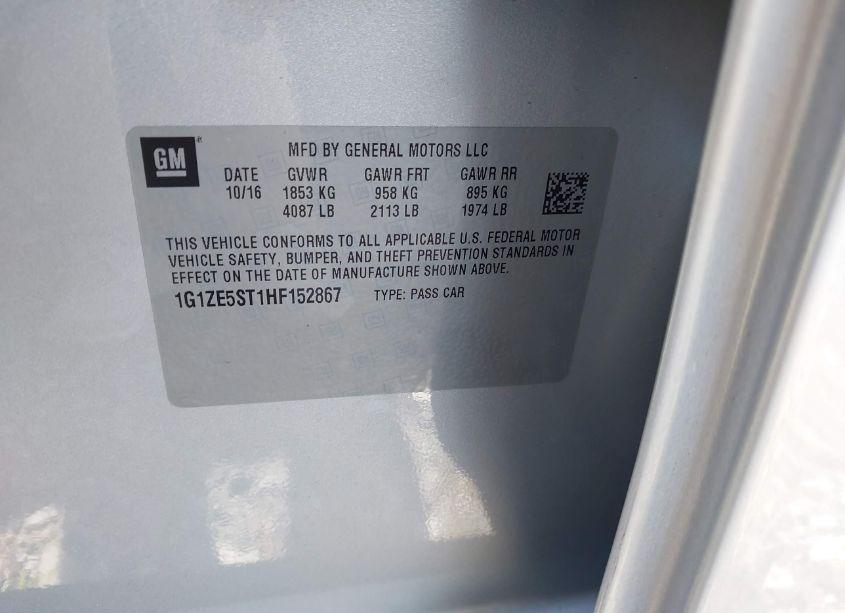 GM
MFD BY GENERAL MOTORS LLC
DATE GVWR GAWR FRT GAWR RR
10/16 1853 KG 958 KG 895 KG
4087 LB 2113 LB 1974 LB
THIS VEHICLE CONFORMS TO ALL APPLICABLE U.S. FEDERAL MOTOR
VEHICLE SAFETY, BUMPER, AND THEFT PREVENTION STANDARDS IN
EFFECT ON THE DATE OF MANUFACTURE SHOWN ABOVE.
1G1ZE5ST1HF152867 TYPE: PASS CAR